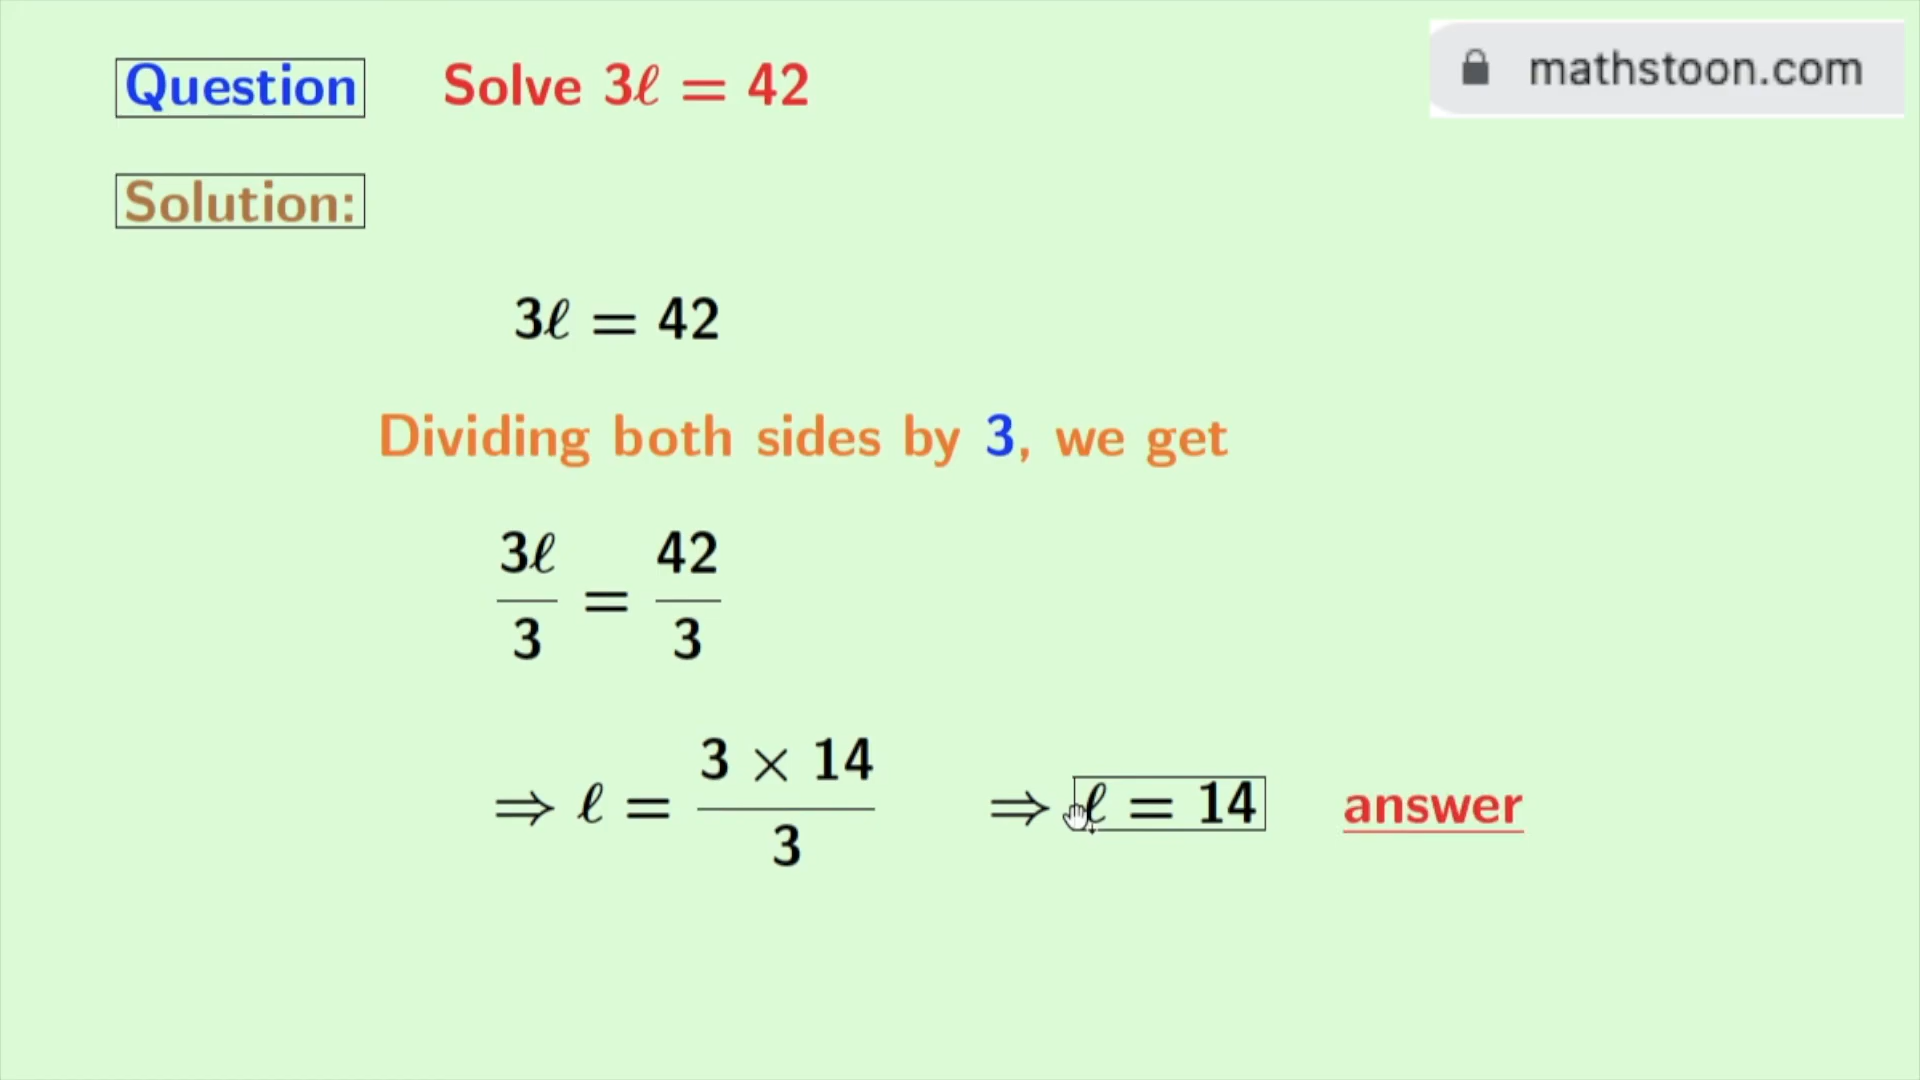 Question Solve 3ℓ = 42
mathstoon.com
Solution:
3ℓ = 42
Dividing both sides by 3, we get
3ℓ/3 = 42/3
⇒ ℓ = 3 × 14/3 ⇒ ℓ = 14 answer